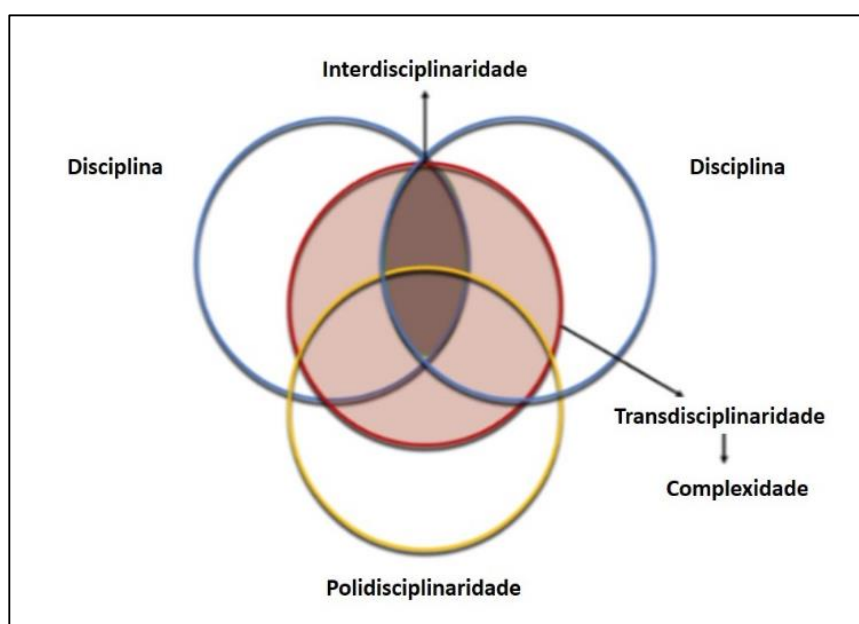 Interdisciplinaridade
Disciplina
Disciplina
Transdisciplinaridade
Complexidade
Polidisciplinaridade